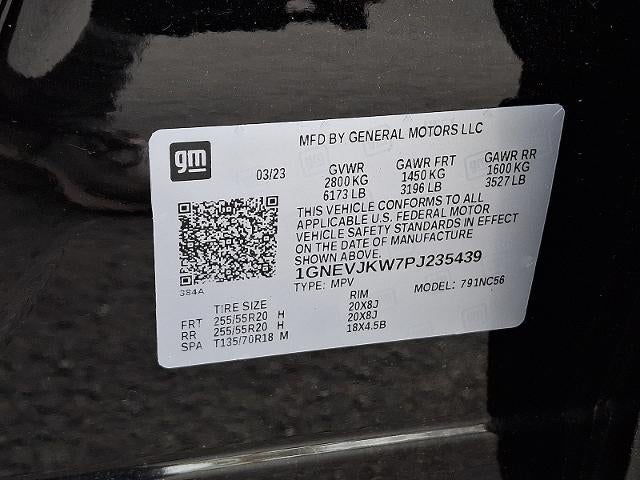 gm
MFD BY GENERAL MOTORS LLC
03/23
GVWR GAWR FRT GAWR RR
2800 KG 1450 KG 1600 KG
6173 LB 3196 LB 3527 LB
THIS VEHICLE CONFORMS TO ALL
APPLICABLE U.S. FEDERAL MOTOR
VEHICLE SAFETY STANDARDS IN EFFECT
ON THE DATE OF MANUFACTURE
SHOWN ABOVE.
1GNEVJKW7PJ235439
TYPE: MPV MODEL: 791NC56
384A
TIRE SIZE RIM
FRT 255/55R20 H 20X8J
RR 255/55R20 H 20X8J
SPA T135/70R18 M 18X4.5B